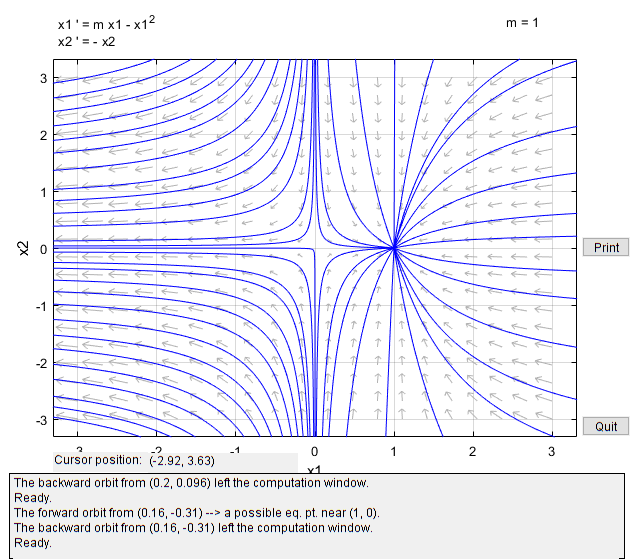 x1 ' = m x1 - x1²
m = 1
x2 ' = - x2
3
2
1
0
-1
-2
-3
x2
-3
-2
-1
0
1
2
3
x1
Print
Quit
Cursor position: (-2.92, 3.63)
The backward orbit from (0.2, 0.096) left the computation window.
Ready.
The forward orbit from (0.16, -0.31) --> a possible eq. pt. near (1, 0).
The backward orbit from (0.16, -0.31) left the computation window.
Ready.